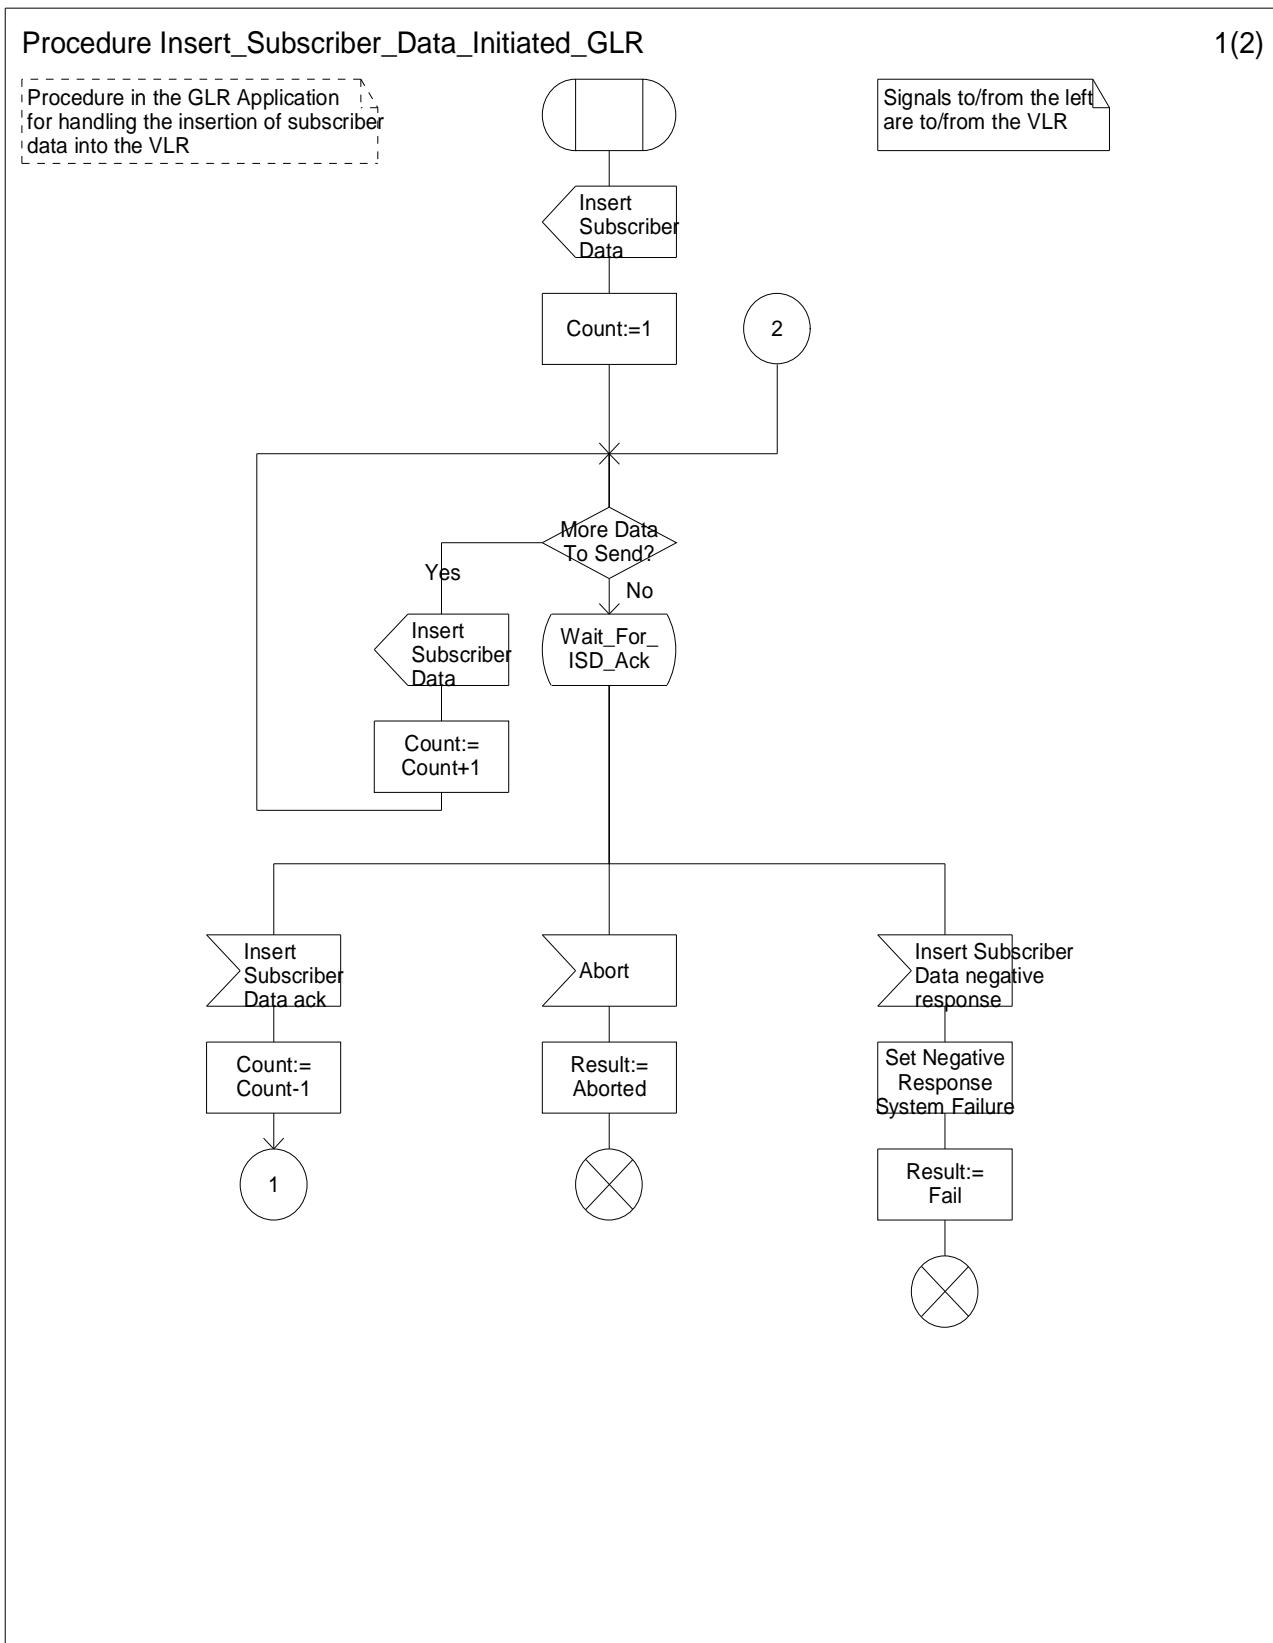 Procedure Insert_Subscriber_Data_Initiated_GLR
1(2)
Procedure in the GLR Application
for handling the insertion of subscriber
data into the VLR
Signals to/from the left
are to/from the VLR
Insert
Subscriber
Data
Count:=1
2
More Data
To Send?
Yes
No
Insert
Subscriber
Data
Wait_For_
ISD_Ack
Count:=
Count+1
Insert
Subscriber
Data ack
Abort
Insert Subscriber
Data negative
response
Count:=
Count-1
Result:=
Aborted
Set Negative
Response
System Failure
1
Result:=
Fail